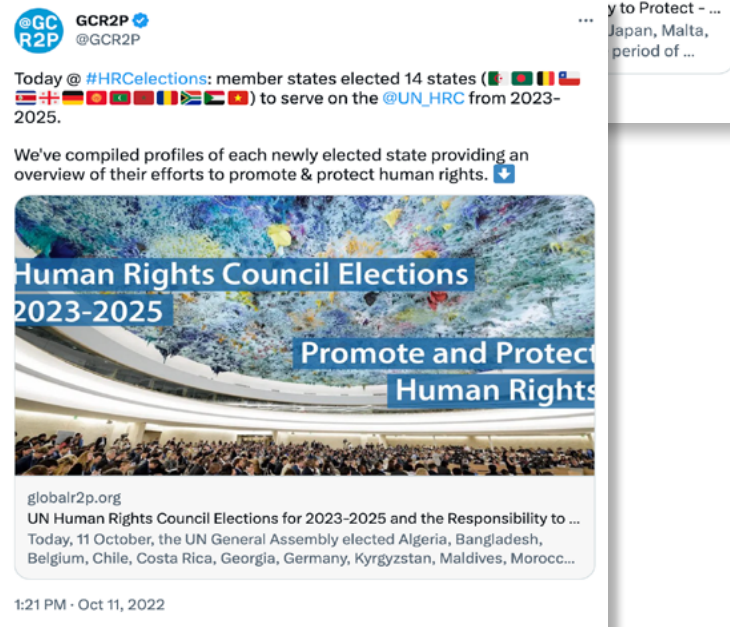 @GC
R2P
GCR2P
@GCR2P
Today @ #HRCelections: member states elected 14 states (🇩🇿 🇧🇩 🇧🇪 🇨🇱
🇨🇷 🇬🇪 🇩🇪 🇰🇬 🇲🇻 🇲🇦 🇷🇴 🇿🇦 🇸🇩 🇻🇳) to serve on the @UN_HRC from 2023-
2025.
We've compiled profiles of each newly elected state providing an
overview of their efforts to promote & protect human rights. ⬇️
Human Rights Council Elections
2023-2025
Promote and Protect
Human Rights
globalr2p.org
UN Human Rights Council Elections for 2023-2025 and the Responsibility to ...
Today, 11 October, the UN General Assembly elected Algeria, Bangladesh,
Belgium, Chile, Costa Rica, Georgia, Germany, Kyrgyzstan, Maldives, Morocc...
1:21 PM · Oct 11, 2022
y to Protect - ...
Japan, Malta,
period of ...